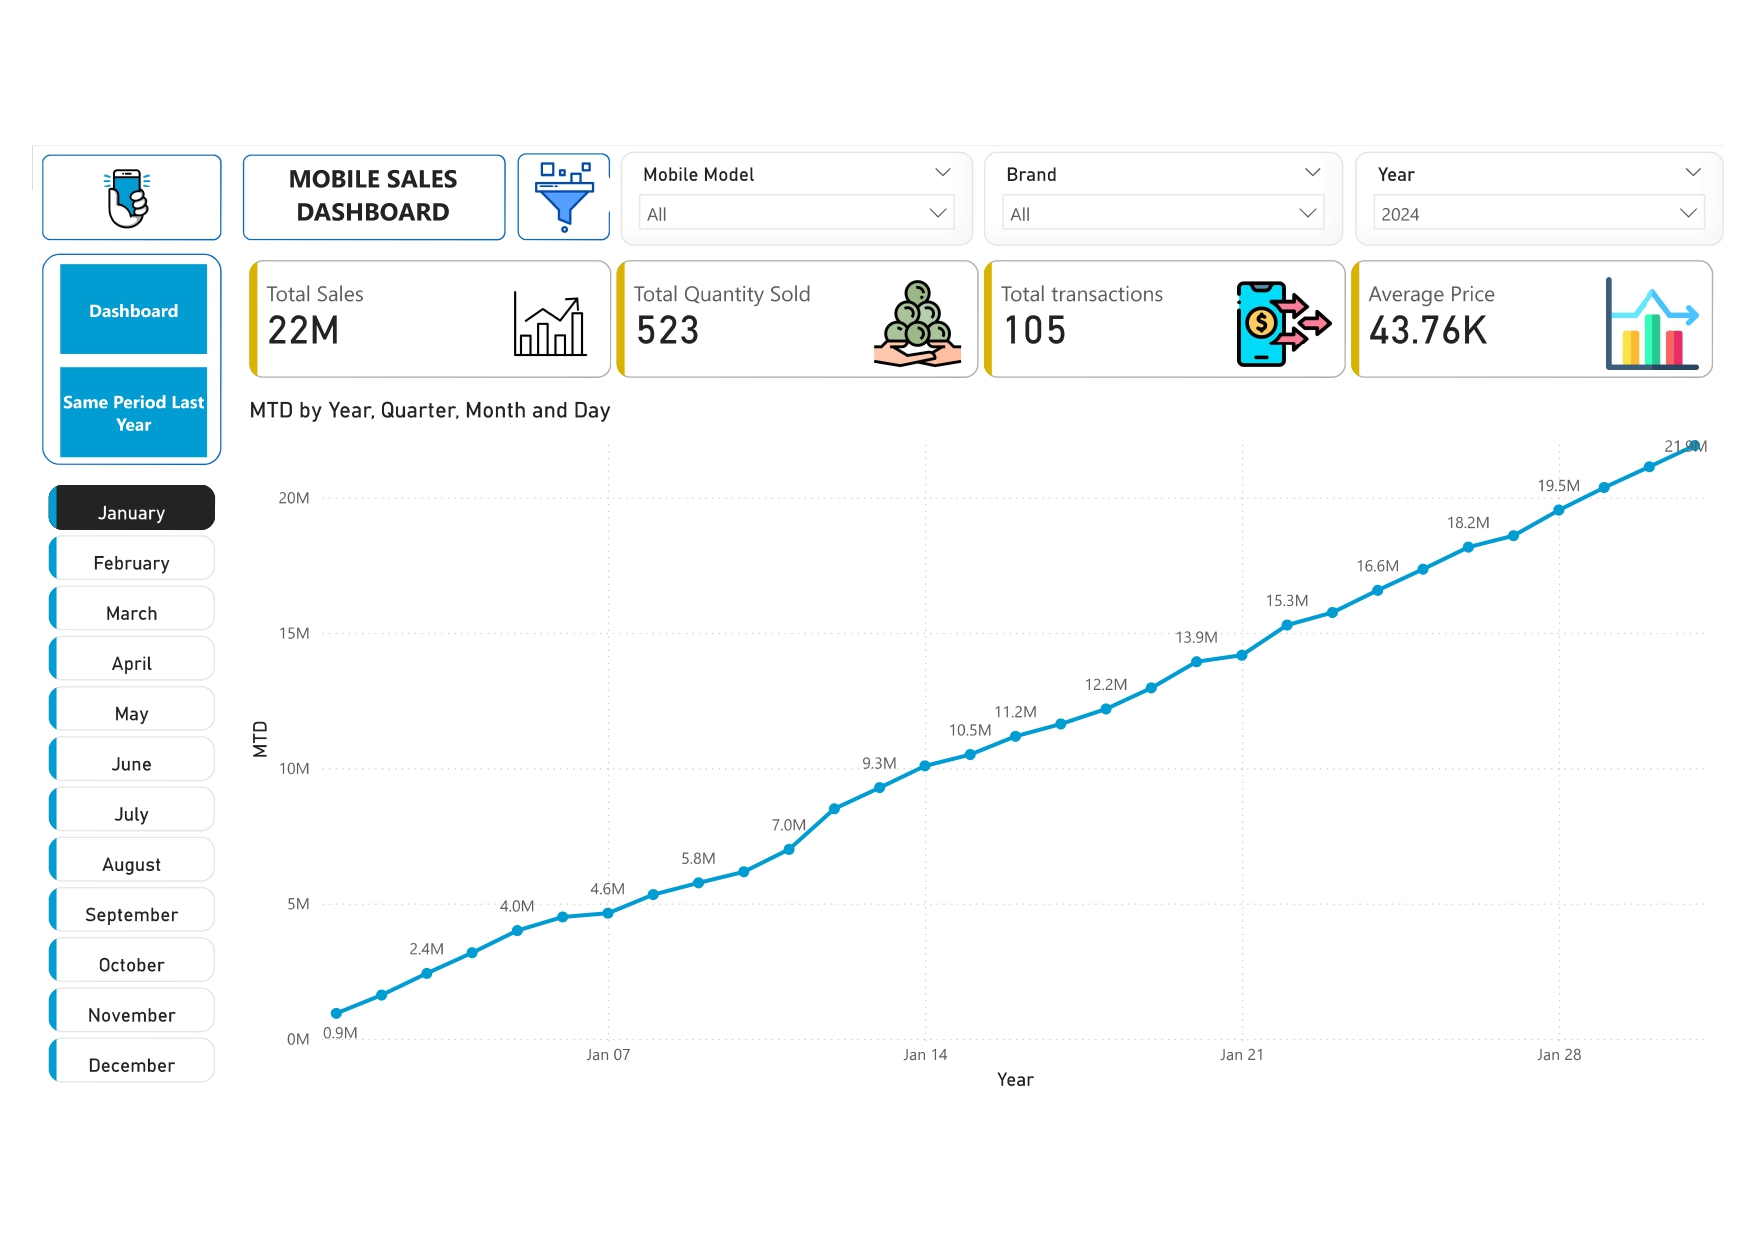 MOBILE SALES
DASHBOARD
Mobile Model
All
Brand
All
Year
2024
Dashboard
Same Period Last
Year
Total Sales
22M
Total Quantity Sold
523
Total transactions
105
$
Average Price
43.76K
January
February
March
April
May
June
July
August
September
October
November
December
MTD by Year, Quarter, Month and Day
MTD
20M
15M
10M
5M
0M
0.9M
2.4M
4.0M
4.6M
5.8M
7.0M
9.3M
10.5M
11.2M
12.2M
13.9M
15.3M
16.6M
18.2M
19.5M
21.9M
Jan 07
Jan 14
Jan 21
Jan 28
Year